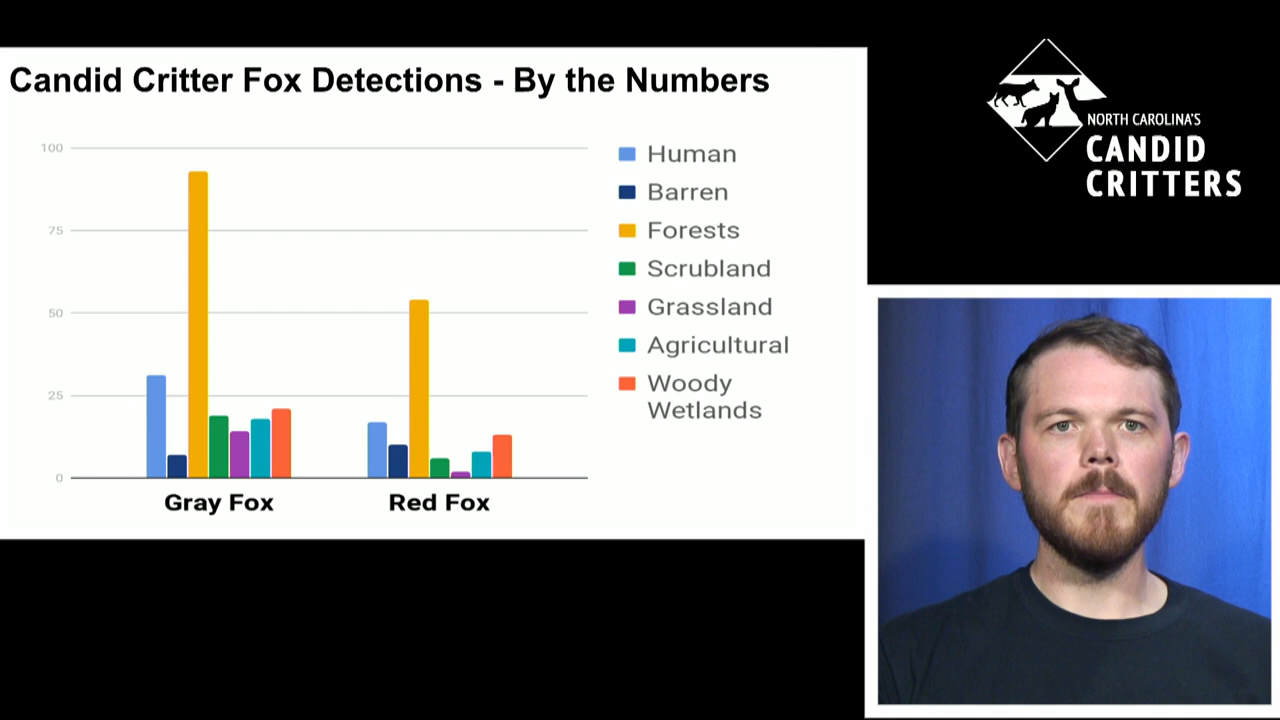 Candid Critter Fox Detections - By the Numbers
100
75
50
25
0
Gray Fox
Red Fox
Human
Barren
Forests
Scrubland
Grassland
Agricultural
Woody
Wetlands
NORTH CAROLINA'S
CANDID
CRITTERS